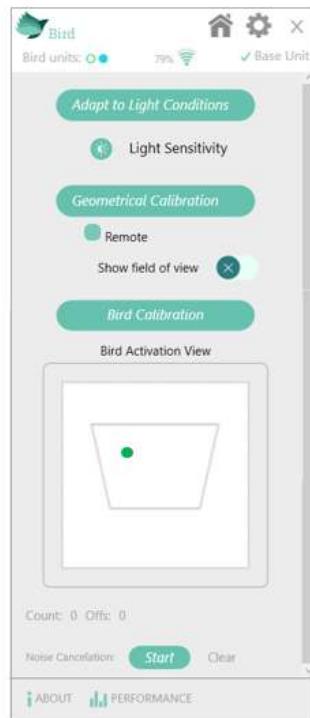 Bird
Bird units:
79%
✓ Base Unit
Adapt to Light Conditions
Light Sensitivity
Geometrical Calibration
Remote
Show field of view
Bird Calibration
Bird Activation View
Count: 0 Offs: 0
Noise Cancelation: Start Clear
ABOUT PERFORMANCE